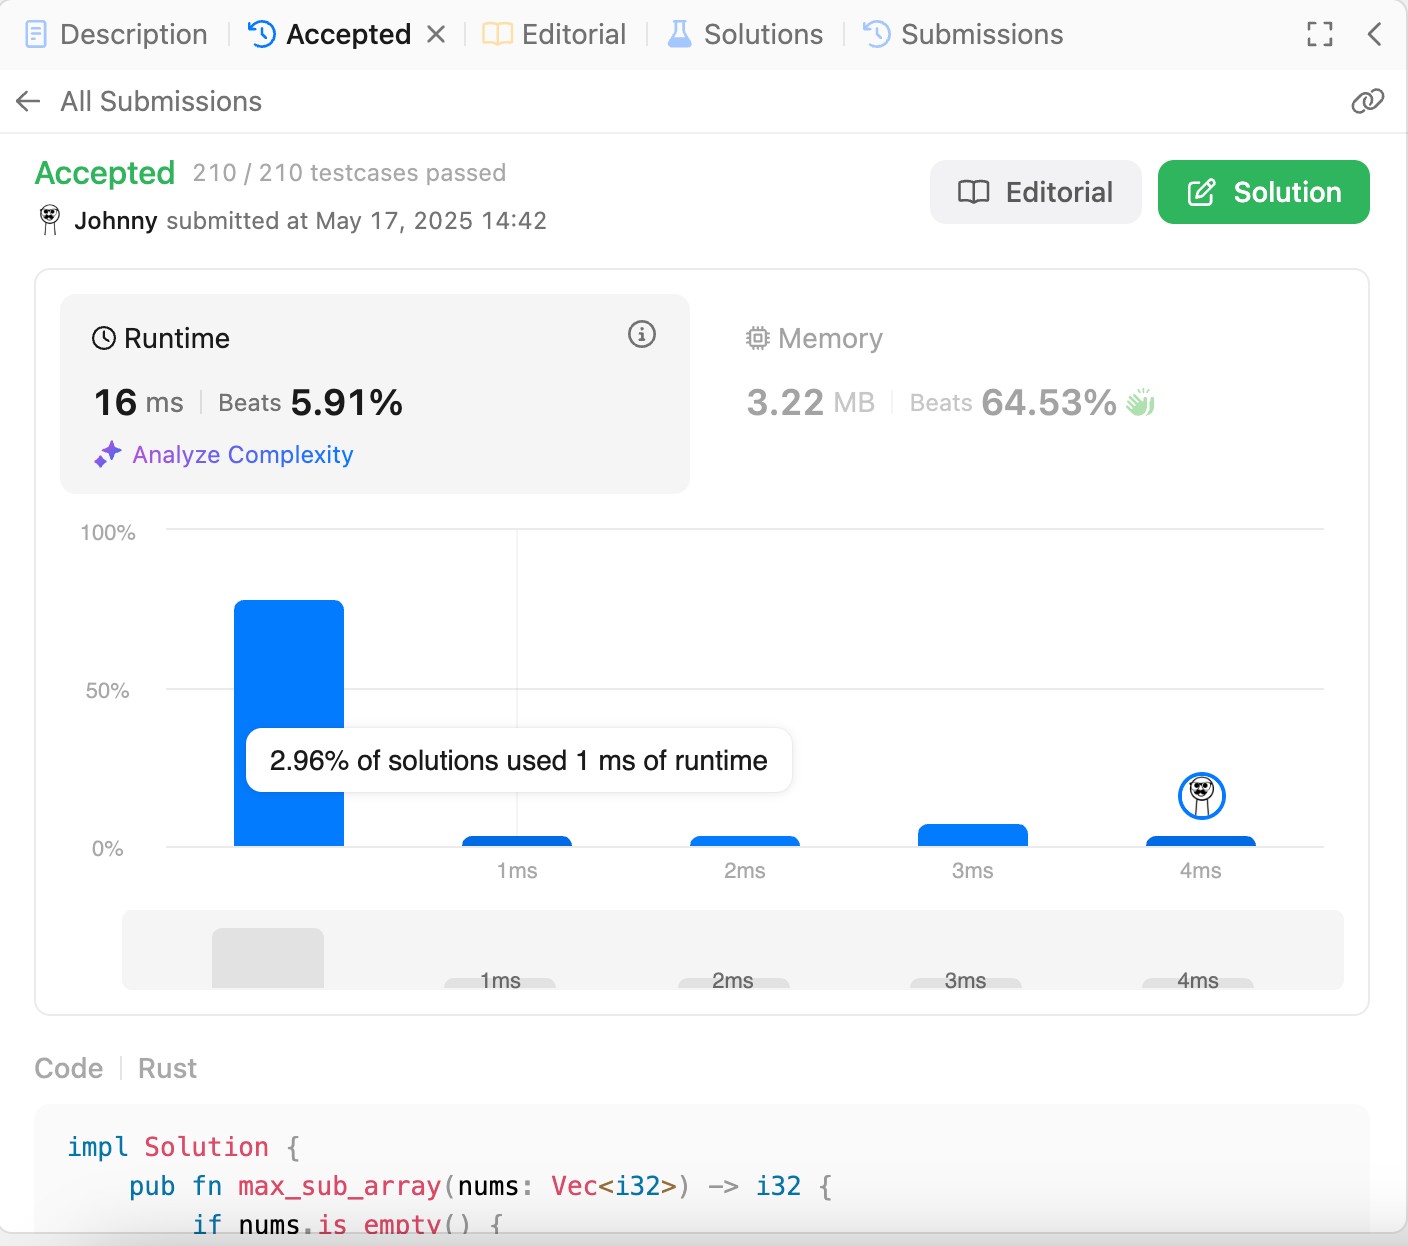 Description Accepted Editorial Solutions Submissions
All Submissions
Accepted 210 / 210 testcases passed
Johnny submitted at May 17, 2025 14:42
Editorial Solution
Runtime
16 ms Beats 5.91%
Analyze Complexity
Memory
3.22 MB Beats 64.53%
100%
50%
0%
2.96% of solutions used 1 ms of runtime
1ms 2ms 3ms 4ms
1ms 2ms 3ms 4ms
Code Rust
impl Solution {
pub fn max_sub_array(nums: Vec<i32>) -> i32 {
if nums.is_empty() {